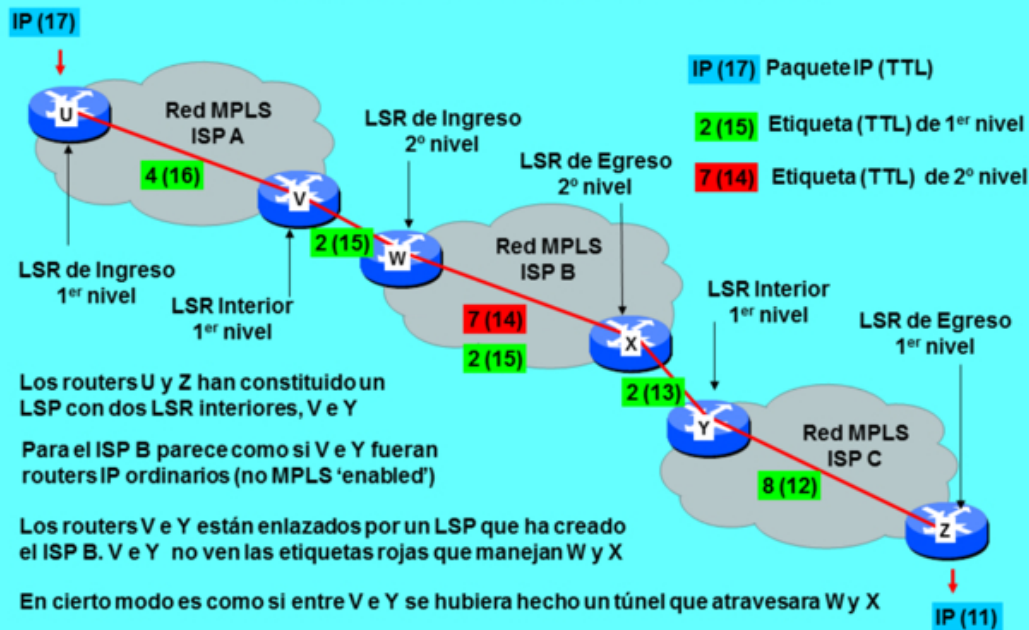 IP (17)
U
Red MPLS
ISP A
4 (16)
V
LSR de Ingreso
1er nivel
LSR Interior
1er nivel
2 (15)
LSR de Ingreso
2º nivel
W
Red MPLS
ISP B
7 (14)
2 (15)
LSR de Egreso
2º nivel
X
2 (13)
LSR Interior
1er nivel
Y
Red MPLS
ISP C
8 (12)
LSR de Egreso
1er nivel
Z
IP (11)
IP (17) Paquete IP (TTL)
2 (15) Etiqueta (TTL) de 1er nivel
7 (14) Etiqueta (TTL) de 2º nivel
Los routers U y Z han constituido un
LSP con dos LSR interiores, V e Y
Para el ISP B parece como si V e Y fueran
routers IP ordinarios (no MPLS ‘enabled’)
Los routers V e Y están enlazados por un LSP que ha creado
el ISP B. V e Y no ven las etiquetas rojas que manejan W y X
En cierto modo es como si entre V e Y se hubiera hecho un túnel que atravesara W y X